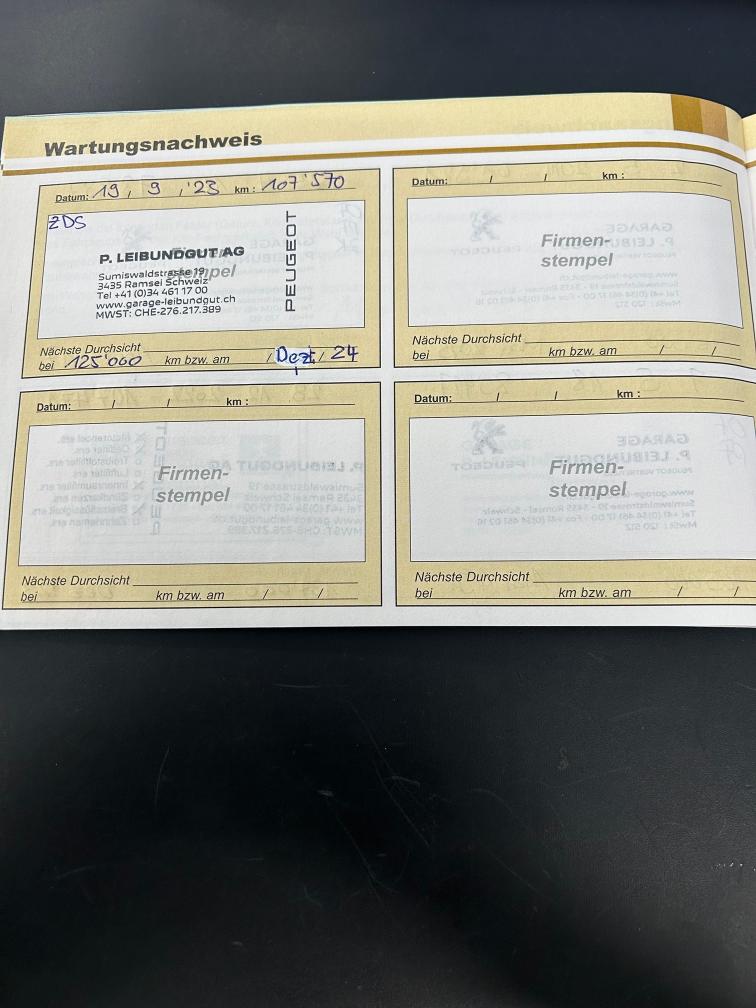 Wartungsnachweis
Datum: 19 / 9 / '23 km : 107'570
ZDS
P. LEIBUNDGUT AG
Sumiswaldstrasse 19
3435 Ramsei Schweiz
Tel +41 (0)34 461 17 00
www.garage-leibundgut.ch
MWST: CHE-276.217.389
PEUGEOT
Nächste Durchsicht
bei 125'000 km bzw. am / Dezt / 24
Datum: / / km :
Firmen-
stempel
Nächste Durchsicht
bei km bzw. am / /
Datum: / / km :
Firmen-
stempel
Nächste Durchsicht
bei km bzw. am / /
Datum: / / km :
Firmen-
stempel
Nächste Durchsicht
bei km bzw. am / /